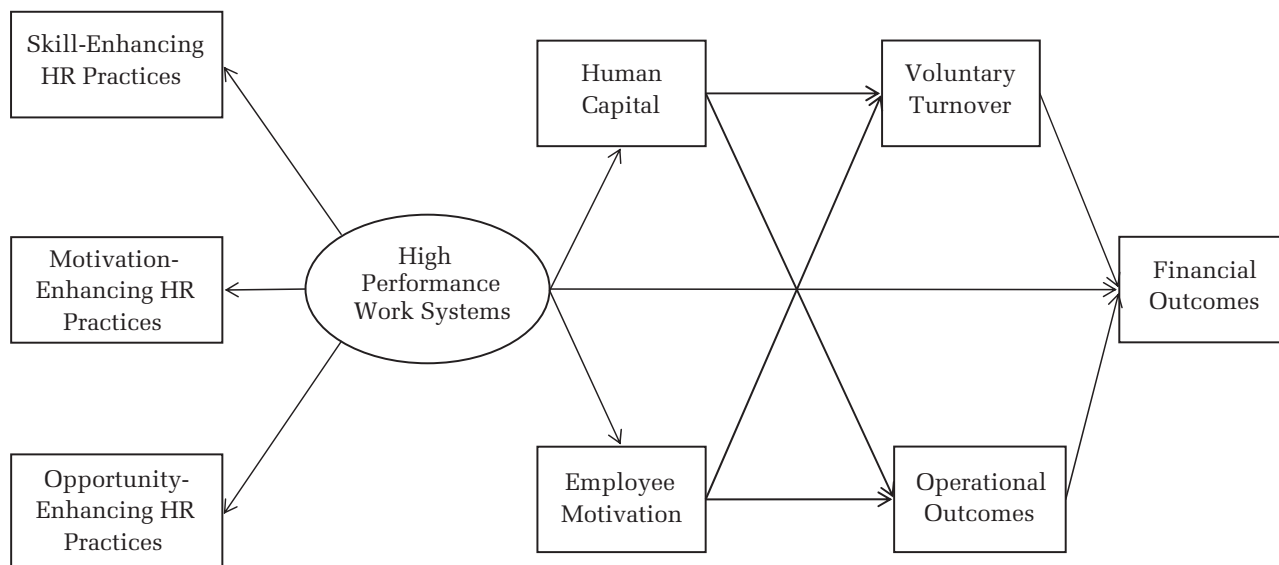 Skill-Enhancing
HR Practices
Human
Capital
Voluntary
Turnover
Motivation-
Enhancing HR
Practices
High
Performance
Work Systems
Financial
Outcomes
Opportunity-
Enhancing HR
Practices
Employee
Motivation
Operational
Outcomes